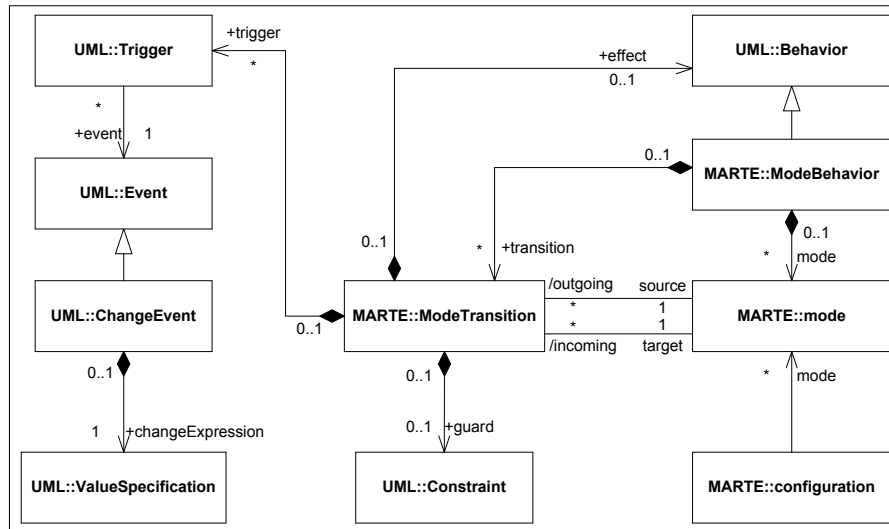 UML::Trigger
+trigger
*
+effect
0..1
UML::Behavior
*
+event
1
0..1
MARTE::ModeBehavior
UML::Event
0..1
*
+transition
0..1
*
mode
UML::ChangeEvent
0..1
MARTE::ModeTransition
/outgoing
source
*
1
*
1
/incoming
target
MARTE::mode
0..1
0..1
*
mode
1
+changeExpression
0..1
+guard
UML::ValueSpecification
UML::Constraint
MARTE::configuration